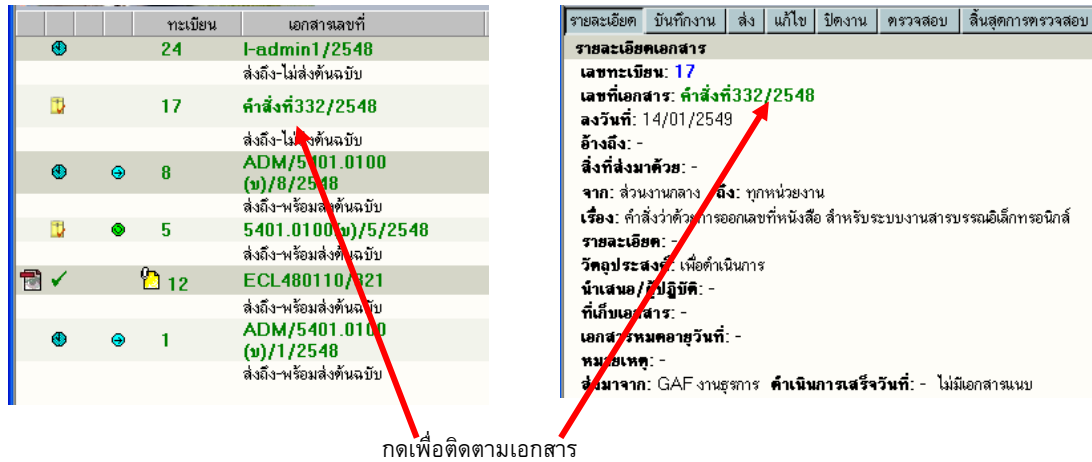 ทะเบียน เอกสารเลขที่
24 I-admin1/2548
ส่งถึง-ไม่ส่งต้นฉบับ
17 คำสั่งที่332/2548
ส่งถึง-ไม่ส่งต้นฉบับ
8 ADM/5401.0100
(บ)/8/2548
ส่งถึง-พร้อมส่งต้นฉบับ
5 5401.0100(บ)/5/2548
ส่งถึง-พร้อมส่งต้นฉบับ
12 ECL480110/321
ส่งถึง-พร้อมส่งต้นฉบับ
1 ADM/5401.0100
(บ)/1/2548
ส่งถึง-พร้อมส่งต้นฉบับ
รายละเอียด บันทึกงาน ส่ง แก้ไข ปิดงาน ตรวจสอบ สิ้นสุดการตรวจสอบ
รายละเอียดเอกสาร
เลขทะเบียน: 17
เลขที่เอกสาร: คำสั่งที่332/2548
ลงวันที่: 14/01/2549
อ้างถึง: -
สิ่งที่ส่งมาด้วย: -
จาก: ส่วนงานกลาง ถึง: ทุกหน่วยงาน
เรื่อง: คำสั่งว่าด้วยการออกเลขที่หนังสือ สำหรับระบบงานสารบรรณอิเล็กทรอนิกส์
รายละเอียด: -
วัตถุประสงค์: เพื่อดำเนินการ
นำเสนอ/ผู้ปฏิบัติ: -
ที่เก็บเอกสาร: -
เอกสารหมดอายุวันที่: -
หมายเหตุ: -
ส่งมาจาก: GAF งานธุรการ ดำเนินการเสร็จวันที่: - ไม่มีเอกสารแนบ
กดเพื่อติดตามเอกสาร